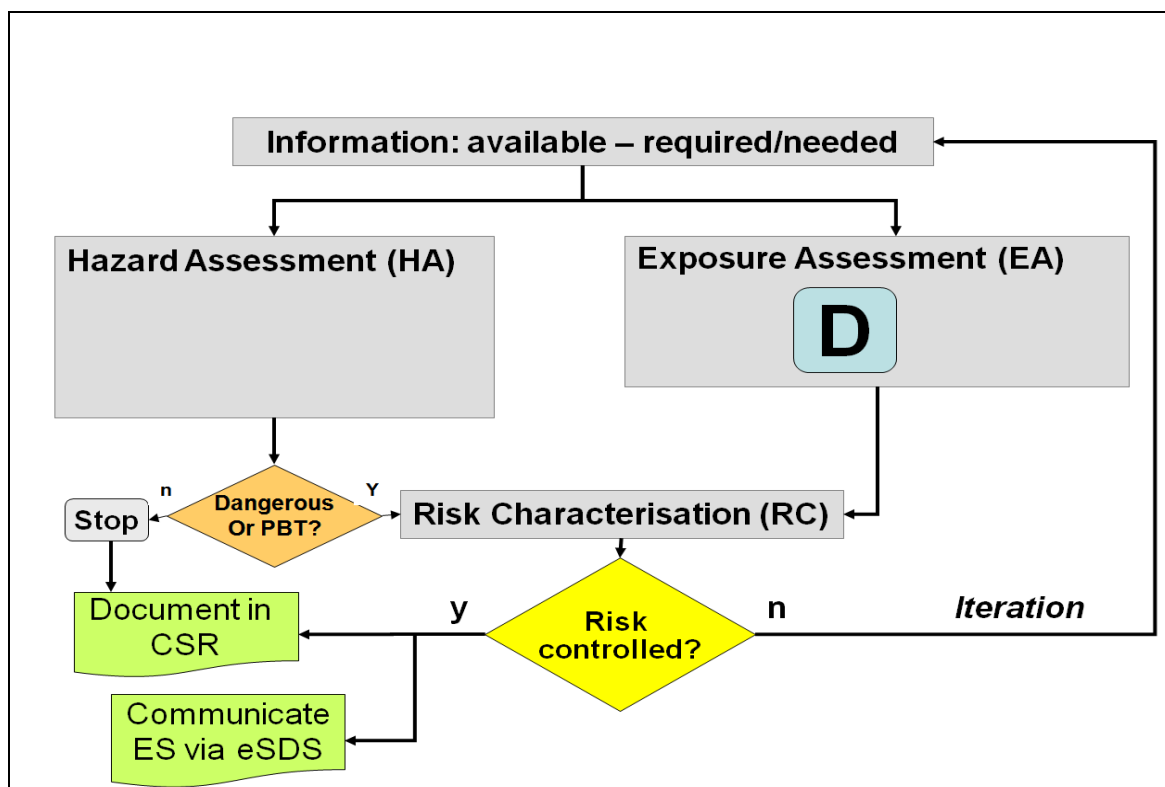 Information: available – required/needed
Hazard Assessment (HA)
Exposure Assessment (EA)
D
n
Dangerous
Or PBT?
Y
Stop
Risk Characterisation (RC)
Document in
CSR
y
Risk
controlled?
n
Iteration
Communicate
ES via eSDS